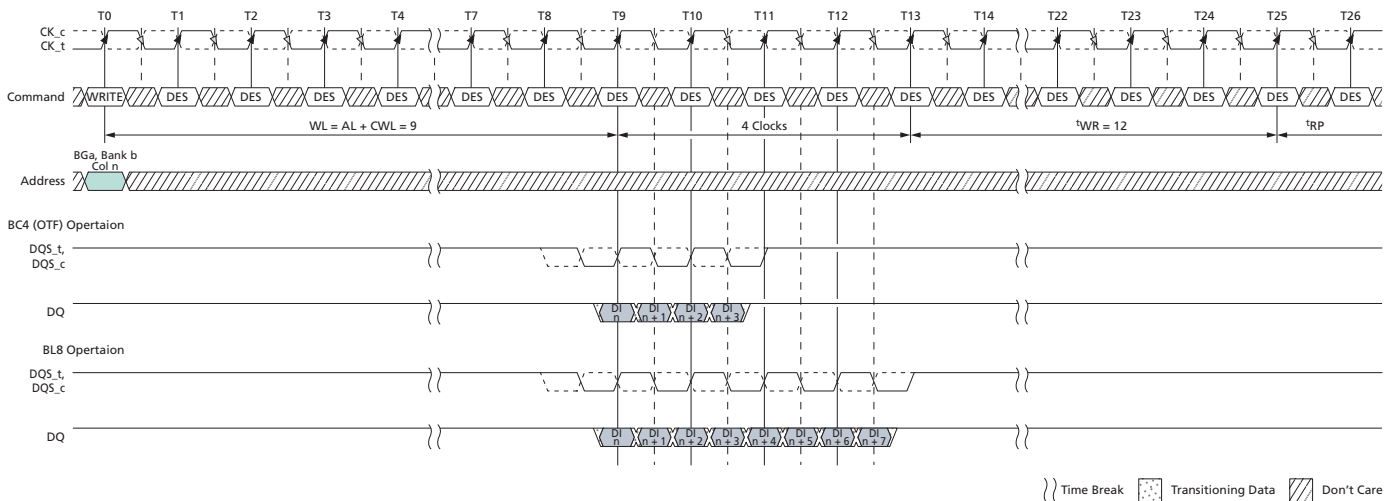 T0 T1 T2 T3 T4 T7 T8 T9 T10 T11 T12 T13 T14 T22 T23 T24 T25 T26
CK_c
CK_t
Command WRITE DES DES DES DES DES DES DES DES DES DES DES DES DES DES DES DES DES
WL = AL + CWL = 9 4 Clocks tWR = 12 tRP
BGa, Bank b
Col n
Address
BC4 (OTF) Opertaion
DQS_t,
DQS_c
DQ DI n DI n + 1 DI n + 2 DI n + 3
BL8 Opertaion
DQS_t,
DQS_c
DQ DI n DI n + 1 DI n + 2 DI n + 3 DI n + 4 DI n + 5 DI n + 6 DI n + 7
Time Break Transitioning Data Don't Care